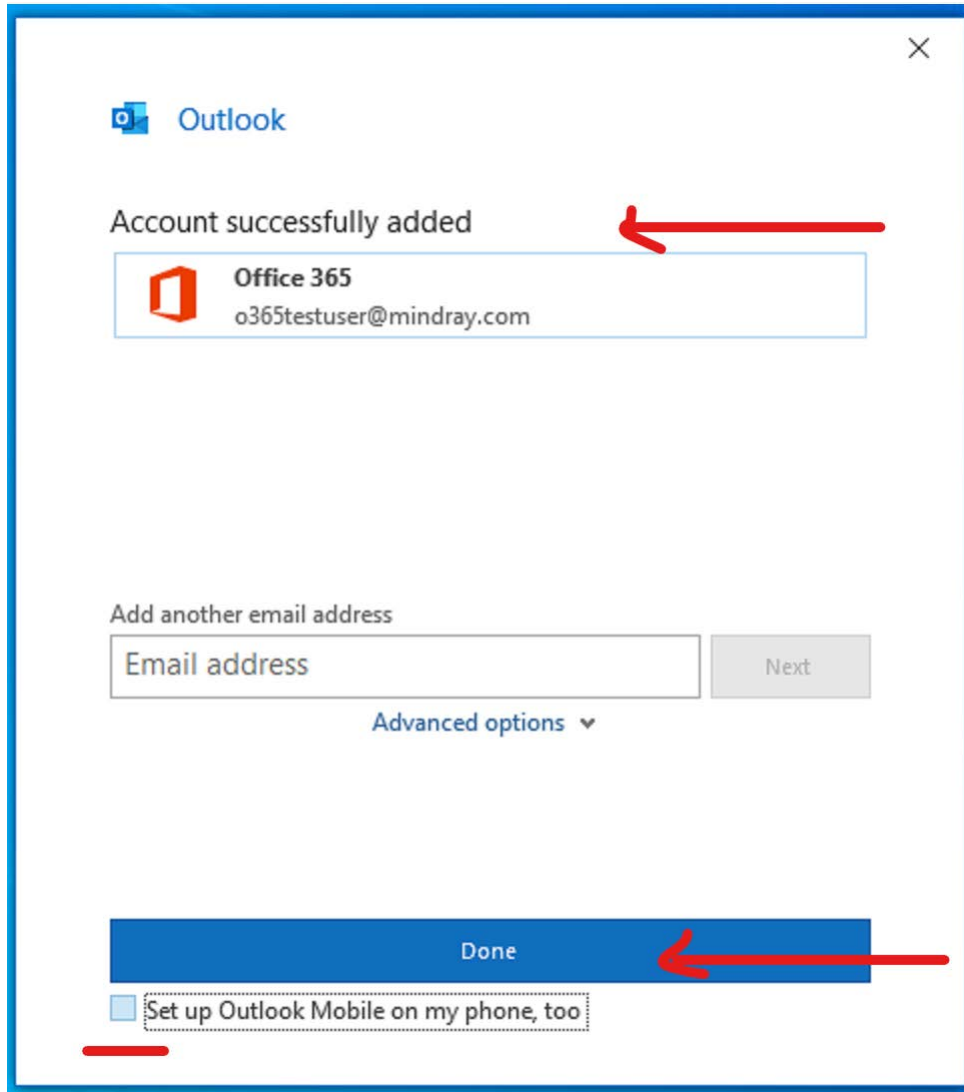 Outlook
Account successfully added
Office 365
o365testuser@mindray.com
Add another email address
Email address
Next
Advanced options
Done
Set up Outlook Mobile on my phone, too